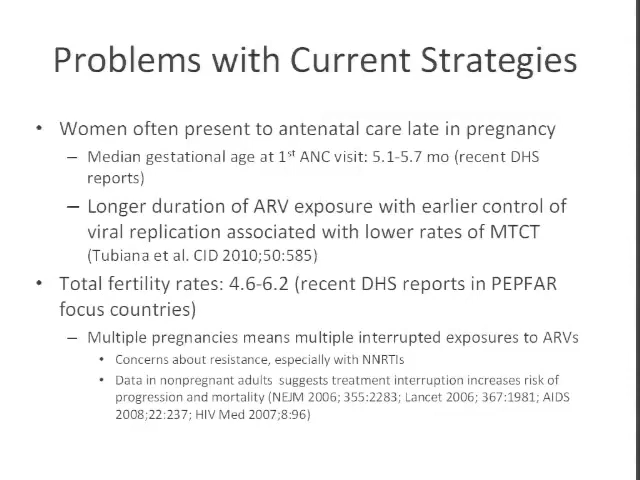 Problems with Current Strategies
• Women often present to antenatal care late in pregnancy
– Median gestational age at 1st ANC visit: 5.1-5.7 mo (recent DHS
reports)
– Longer duration of ARV exposure with earlier control of
viral replication associated with lower rates of MTCT
(Tubiana et al. CID 2010;50:585)
• Total fertility rates: 4.6-6.2 (recent DHS reports in PEPFAR
focus countries)
– Multiple pregnancies means multiple interrupted exposures to ARVs
• Concerns about resistance, especially with NNRTIs
• Data in nonpregnant adults suggests treatment interruption increases risk of
progression and mortality (NEJM 2006; 355:2283; Lancet 2006; 367:1981; AIDS
2008;22:237; HIV Med 2007;8:96)